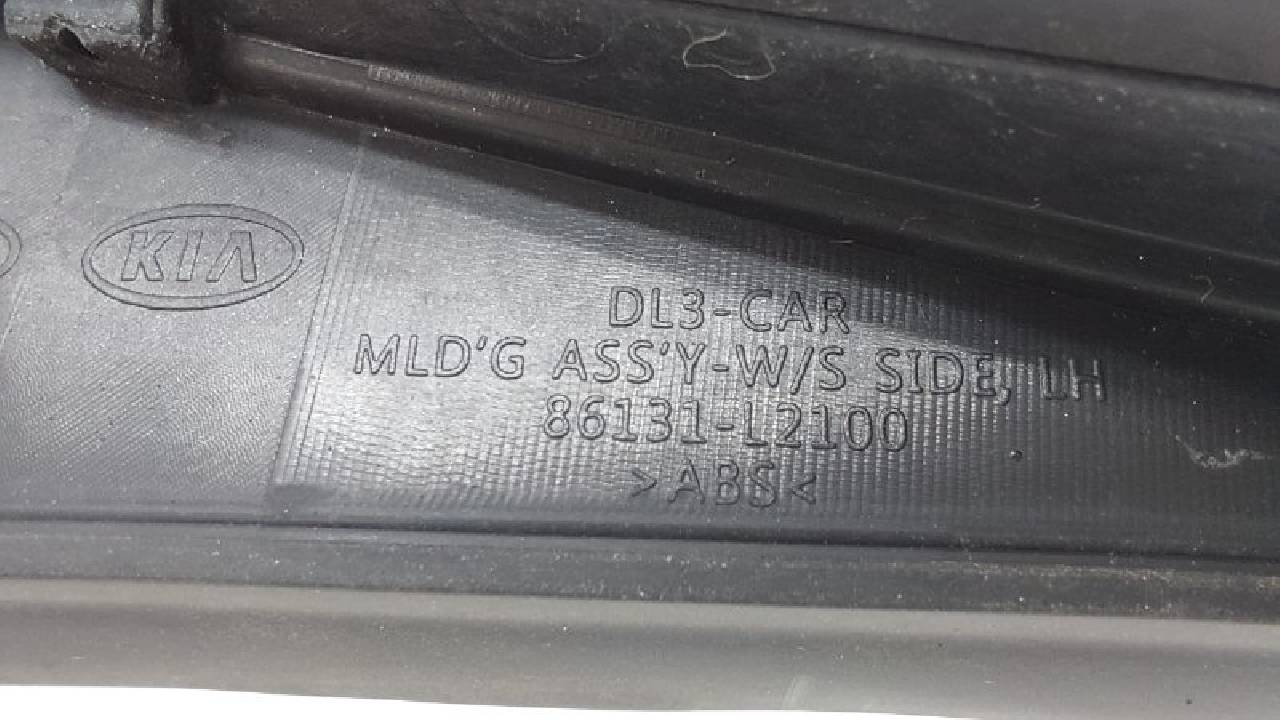 KIA
DL3-CAR
MLD'G ASS'Y-W/S SIDE, LH
86131-L2100
>ABS<